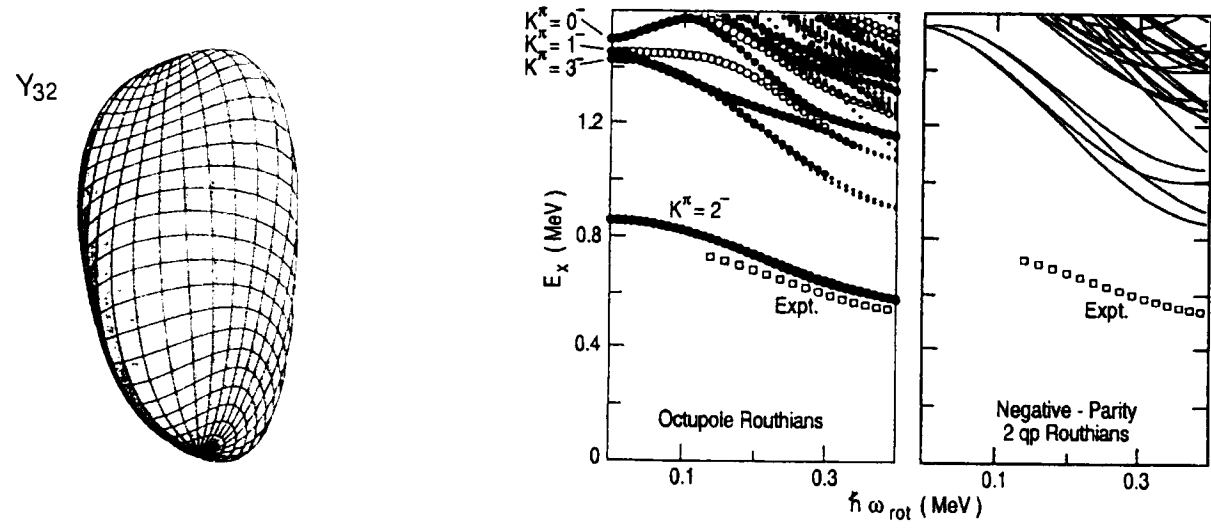 Y₃₂
K^π = 0⁻
K^π = 1⁻
K^π = 3⁻
1.2
0.8
0.4
0
E_x (MeV)
K^π = 2⁻
Expt.
Octupole Routhians
0.1
0.3
Expt.
Negative - Parity
2 qp Routhians
0.1
0.3
ħ ω_rot (MeV)